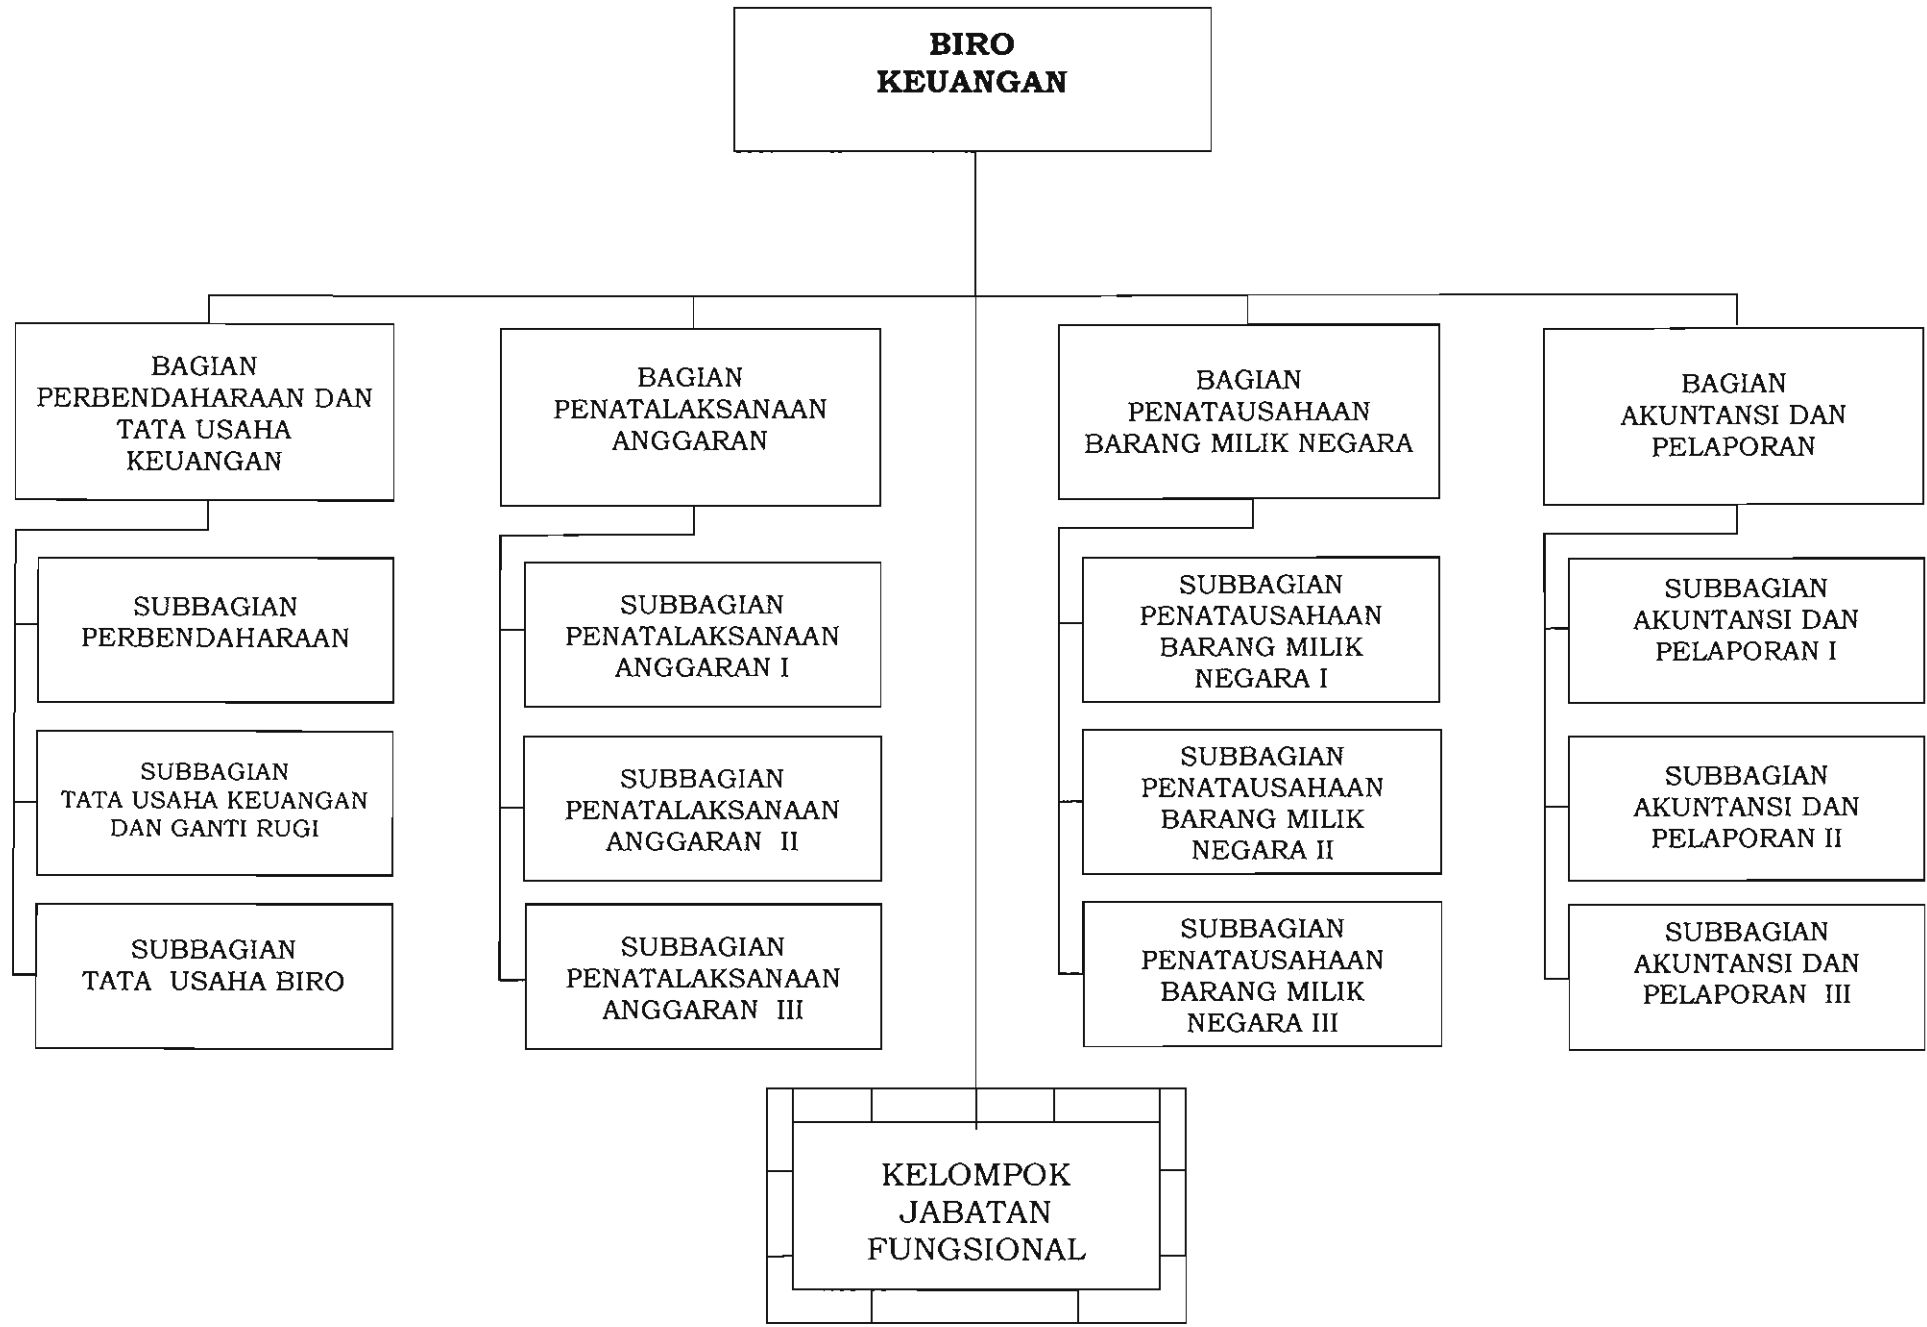 BIRO
KEUANGAN
BAGIAN
PERBENDAHARAAN DAN
TATA USAHA
KEUANGAN
BAGIAN
PENATALAKSANAAN
ANGGARAN
BAGIAN
PENATAUSAHAAN
BARANG MILIK NEGARA
BAGIAN
AKUNTANSI DAN
PELAPORAN
SUBBAGIAN
PERBENDAHARAAN
SUBBAGIAN
PENATALAKSANAAN
ANGGARAN I
SUBBAGIAN
PENATAUSAHAAN
BARANG MILIK
NEGARA I
SUBBAGIAN
AKUNTANSI DAN
PELAPORAN I
SUBBAGIAN
TATA USAHA KEUANGAN
DAN GANTI RUGI
SUBBAGIAN
PENATALAKSANAAN
ANGGARAN II
SUBBAGIAN
PENATAUSAHAAN
BARANG MILIK
NEGARA II
SUBBAGIAN
AKUNTANSI DAN
PELAPORAN II
SUBBAGIAN
TATA USAHA BIRO
SUBBAGIAN
PENATALAKSANAAN
ANGGARAN III
SUBBAGIAN
PENATAUSAHAAN
BARANG MILIK
NEGARA III
SUBBAGIAN
AKUNTANSI DAN
PELAPORAN III
KELOMPOK
JABATAN
FUNGSIONAL